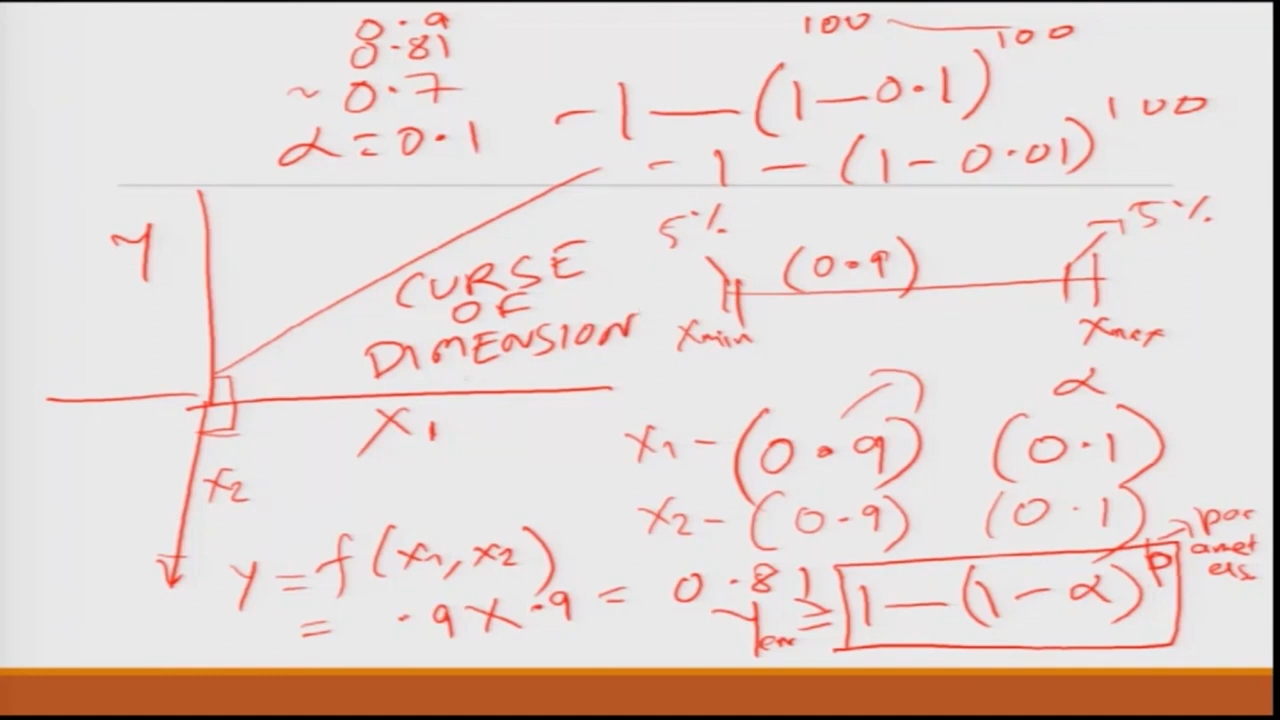 0.9
0.81
~ 0.7
α = 0.1
100 — 100
- 1 — (1 - 0.1)^100
- 1 - (1 - 0.01)^100
Y
CURSE
OF
DIMENSION
X1
X2
5%
(0.9)
5%
Xmin
Xmax
α
X1 - (0.9) (0.1)
X2 - (0.9) (0.1)
y = f(x1, x2)
= .9 X .9 = 0.81
Yerr ≥ 1 — (1 - α)^P
parameters